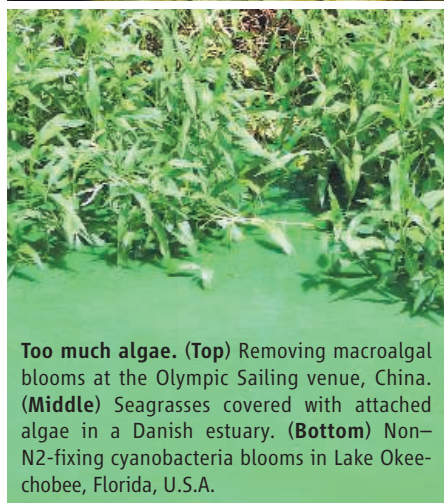 Too much algae. (Top) Removing macroalgal
blooms at the Olympic Sailing venue, China.
(Middle) Seagrasses covered with attached
algae in a Danish estuary. (Bottom) Non–
N2-fixing cyanobacteria blooms in Lake Okee-
chobee, Florida, U.S.A.